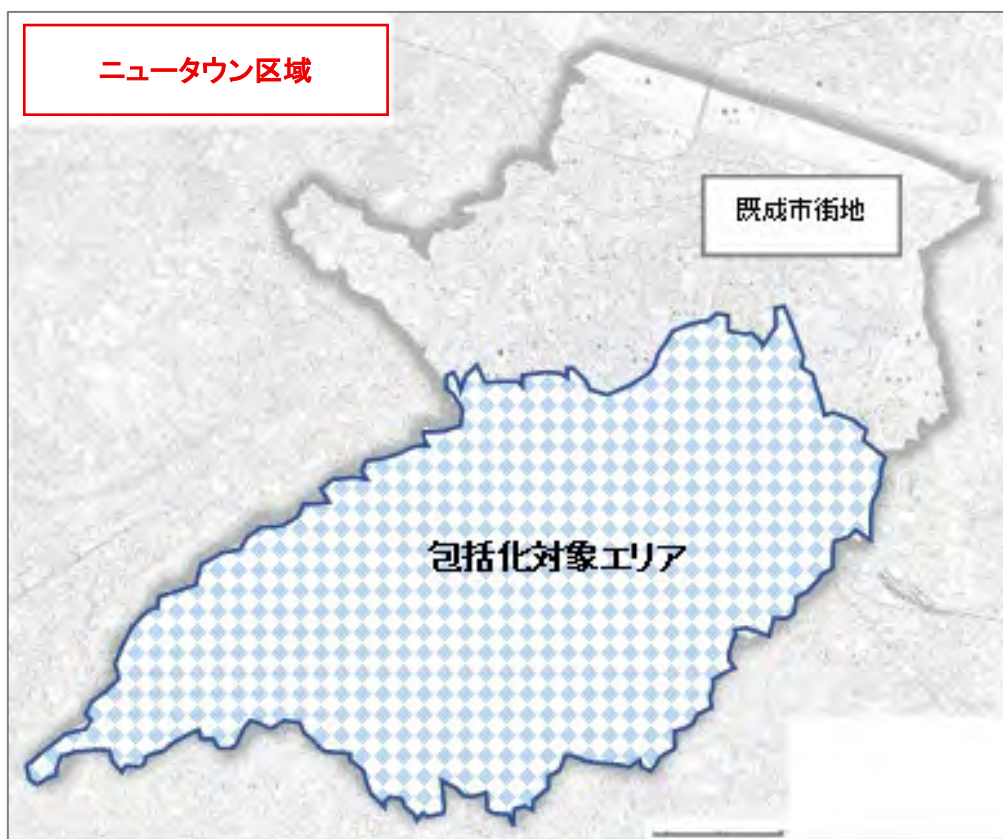 ニュータウン区域
既成市街地
包括化対象エリア